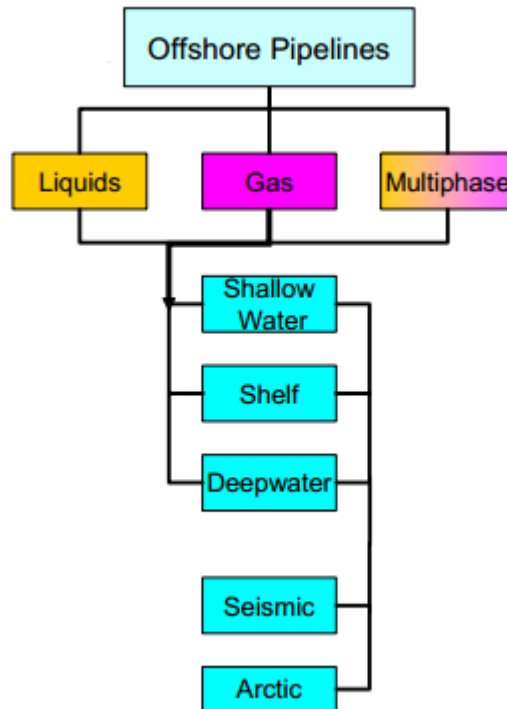 Offshore Pipelines
Liquids
Gas
Multiphase
Shallow
Water
Shelf
Deepwater
Seismic
Arctic